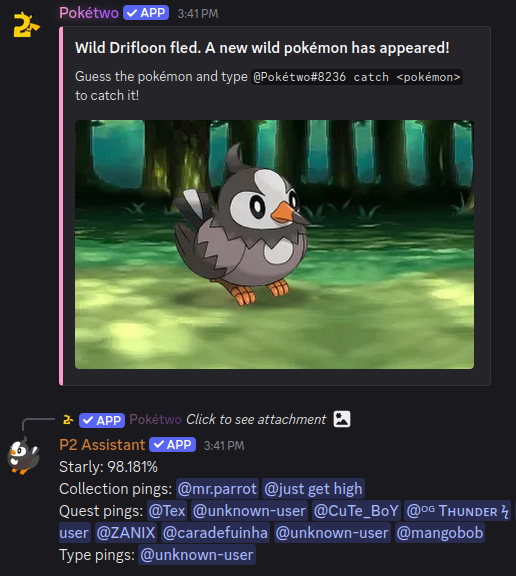 Pokétwo ✓ APP 3:41 PM
Wild Drifloon fled. A new wild pokémon has appeared!
Guess the pokémon and type @Pokétwo#8236 catch <pokémon>
to catch it!
✓ APP Pokétwo Click to see attachment
P2 Assistant ✓ APP 3:41 PM
Starly: 98.181%
Collection pings: @mr.parrot @just get high
Quest pings: @Tex @unknown-user @CuTe_BoY @ᴼᴳ Tʜᴜɴᴅᴇʀ
user @ZANIX @caradefuinha @unknown-user @mangobob
Type pings: @unknown-user